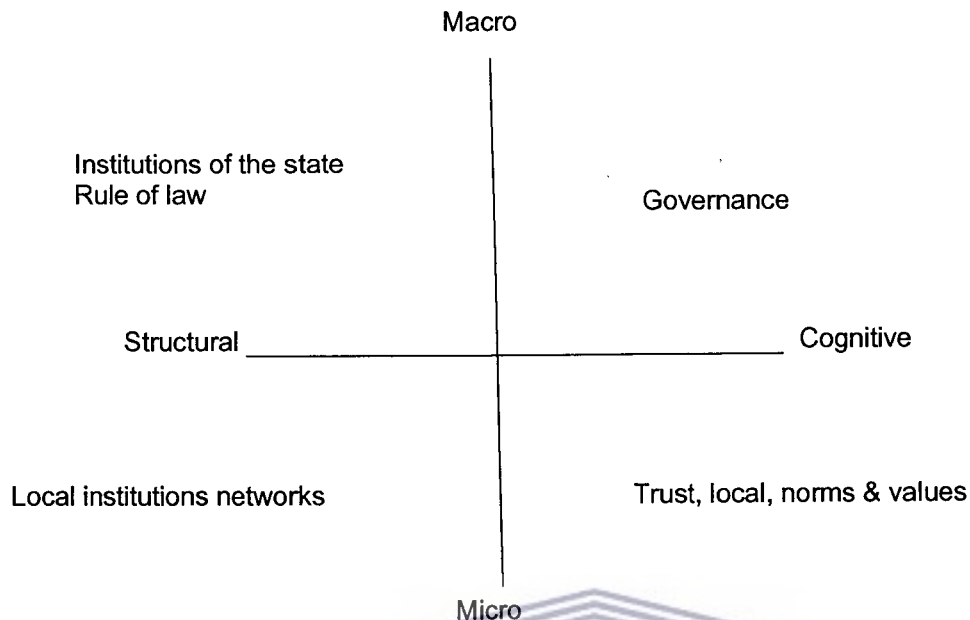 Macro
Institutions of the state
Rule of law
Governance
Structural
Cognitive
Local institutions networks
Trust, local, norms & values
Micro